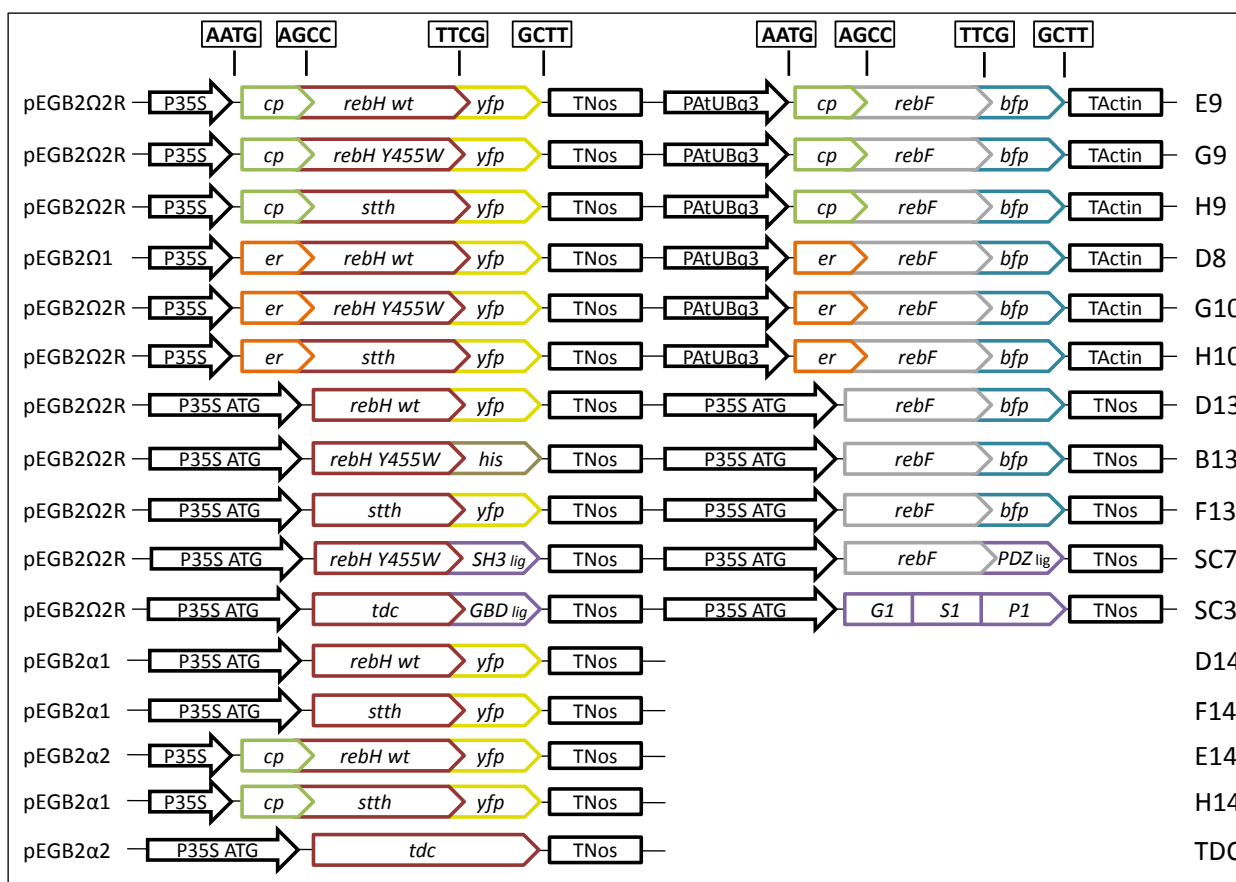 AATG AGCC TTCG GCTT AATG AGCC TTCG GCTT
pEGB2Ω2R P35S cp rebH wt yfp TNos PAtUBq3 cp rebF bfp TActin E9
pEGB2Ω2R P35S cp rebH Y455W yfp TNos PAtUBq3 cp rebF bfp TActin G9
pEGB2Ω2R P35S cp stth yfp TNos PAtUBq3 cp rebF bfp TActin H9
pEGB2Ω1 P35S er rebH wt yfp TNos PAtUBq3 er rebF bfp TActin D8
pEGB2Ω2R P35S er rebH Y455W yfp TNos PAtUBq3 er rebF bfp TActin G10
pEGB2Ω2R P35S er stth yfp TNos PAtUBq3 er rebF bfp TActin H10
pEGB2Ω2R P35S ATG rebH wt yfp TNos P35S ATG rebF bfp TNos D13
pEGB2Ω2R P35S ATG rebH Y455W his TNos P35S ATG rebF bfp TNos B13
pEGB2Ω2R P35S ATG stth yfp TNos P35S ATG rebF bfp TNos F13
pEGB2Ω2R P35S ATG rebH Y455W SH3 lig TNos P35S ATG rebF PDZ lig TNos SC7
pEGB2Ω2R P35S ATG tdc GBD lig TNos P35S ATG G1 S1 P1 TNos SC3
pEGB2α1 P35S ATG rebH wt yfp TNos D14
pEGB2α1 P35S ATG stth yfp TNos F14
pEGB2α2 P35S cp rebH wt yfp TNos E14
pEGB2α1 P35S cp stth yfp TNos H14
pEGB2α2 P35S ATG tdc TNos TDC